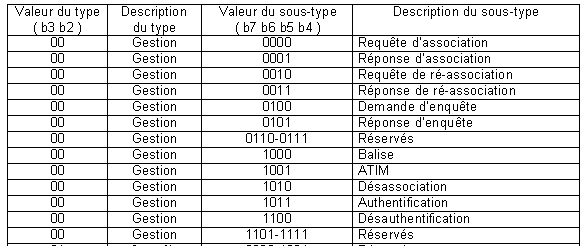 Valeur du type Description Valeur du sous-type Description du sous-type
( b3 b2 ) du type ( b7 b6 b5 b4 )
00 Gestion 0000 Requête d'association
00 Gestion 0001 Réponse d'association
00 Gestion 0010 Requête de ré-association
00 Gestion 0011 Réponse de ré-association
00 Gestion 0100 Demande d'enquête
00 Gestion 0101 Réponse d'enquête
00 Gestion 0110-0111 Réservés
00 Gestion 1000 Balise
00 Gestion 1001 ATIM
00 Gestion 1010 Désassociation
00 Gestion 1011 Authentification
00 Gestion 1100 Désauthentification
00 Gestion 1101-1111 Réservés